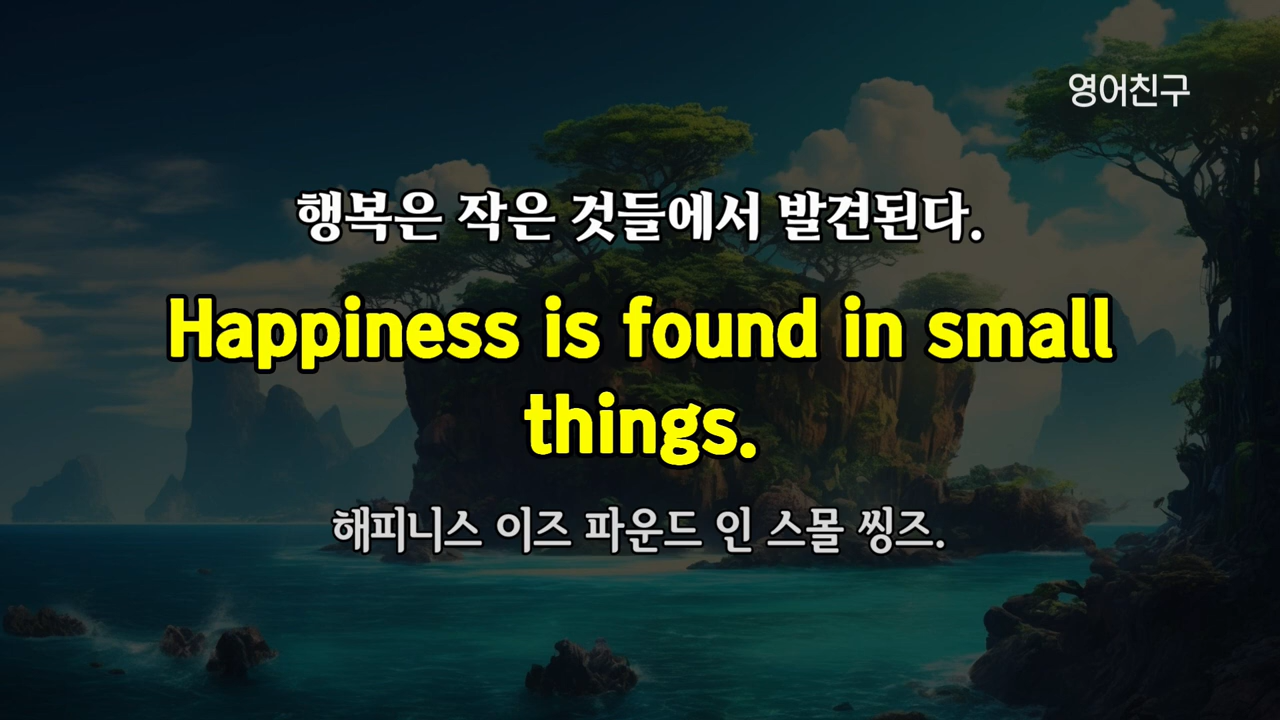 영어친구
행복은 작은 것들에서 발견된다.
Happiness is found in small
things.
해피니스 이즈 파운드 인 스몰 씽즈.